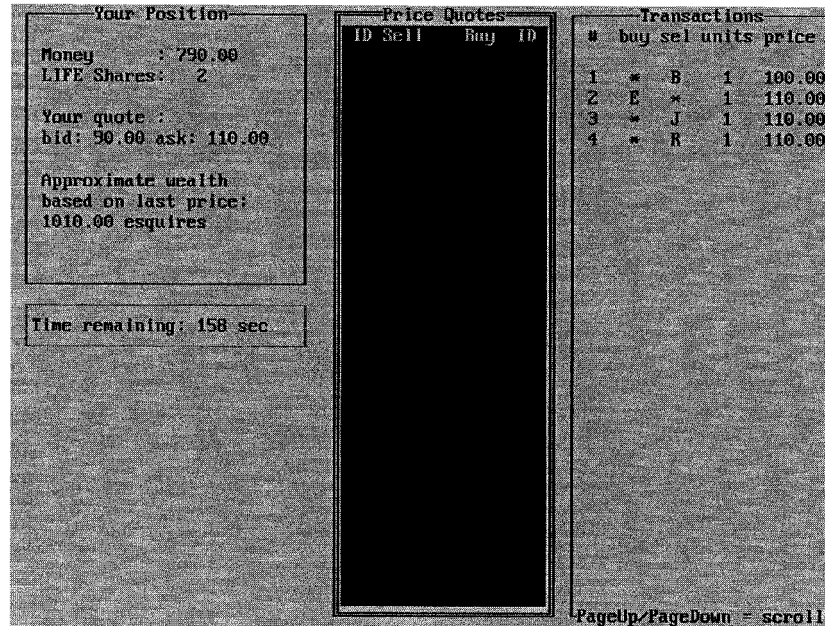 Your Position
Money : 790.00
LIFE Shares: 2
Your quote :
bid: 90.00 ask: 110.00
Approximate wealth
based on last price:
1010.00 esquires
Time remaining: 158 sec.
Price Quotes
ID Sell Buy ID
Transactions
# buy sel units price
1 * B 1 100.00
2 E * 1 110.00
3 * J 1 110.00
4 * R 1 110.00
PageUp/PageDown = scroll